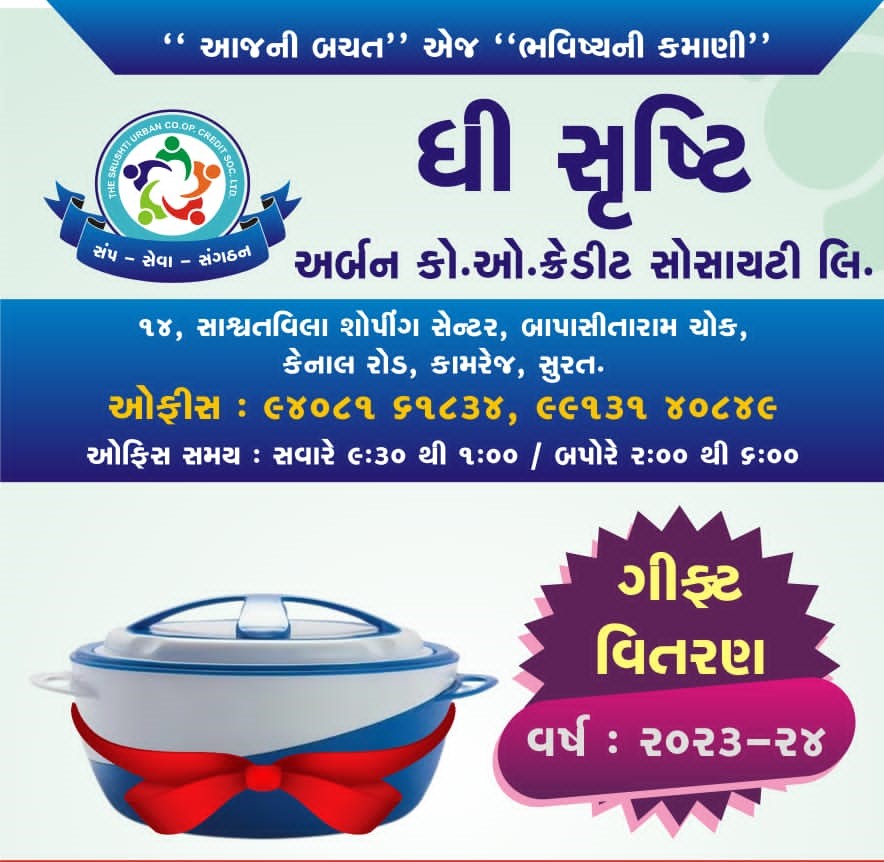 ‘‘ આજની બચત’’ એજ ‘‘ભવિષ્યની કમાણી’’
THE SRUSHTI URBAN CO.OP. CREDIT SOC. LTD.
સંપ – સેવા – સંગઠન
ધી સૃષ્ટિ
અર્બન કો.ઓ.ક્રેડીટ સોસાયટી લિ.
૧૪, સાશ્વતવિલા શોપીંગ સેન્ટર, બાપાસીતારામ ચોક,
કેનાલ રોડ, કામરેજ, સુરત.
ઓફીસ : ૯૪૦૮૧ ૬૧૮૩૪, ૯૯૧૩૧ ૪૦૮૪૯
ઓફિસ સમય : સવારે ૯:૩૦ થી ૧:૦૦ / બપોરે ૨:૦૦ થી ૬:૦૦
ગીફ્ટ
વિતરણ
વર્ષ : ૨૦૨૩–૨૪